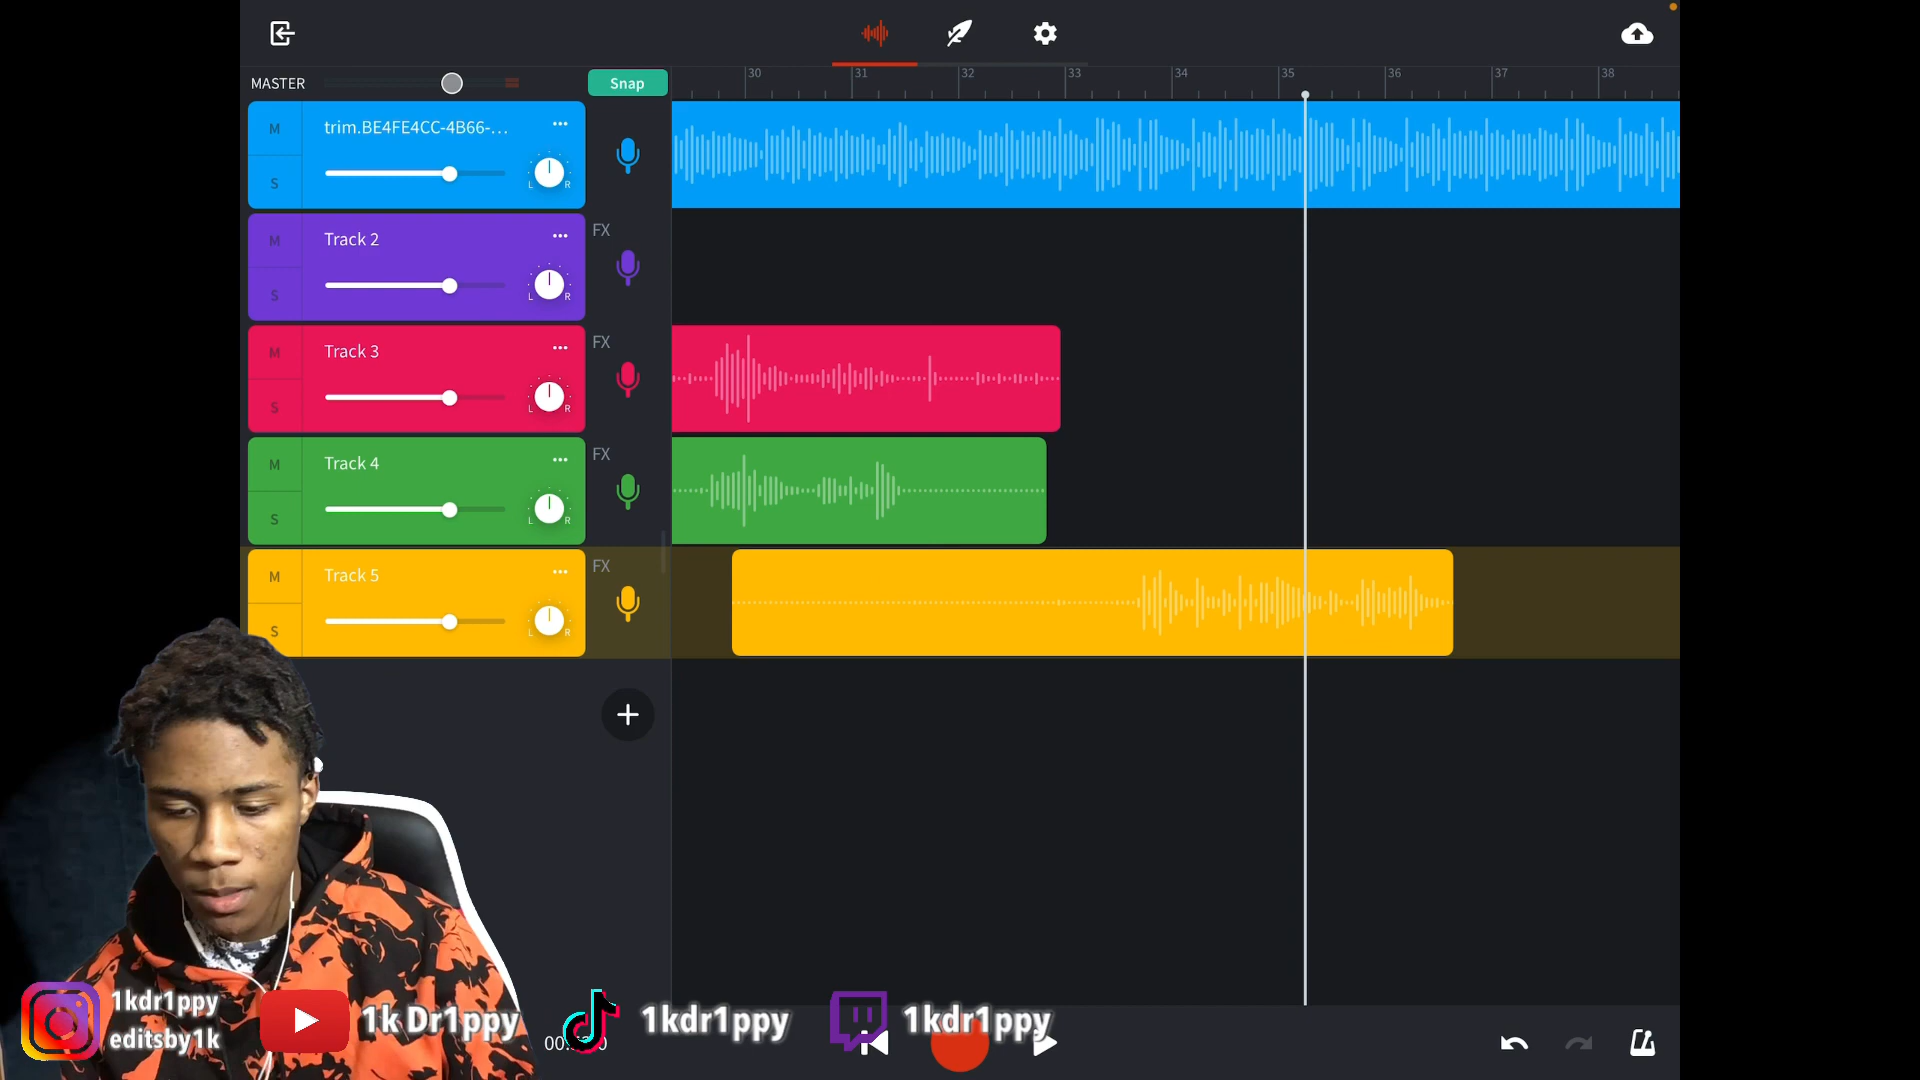 MASTER
Snap
30
31
32
33
34
35
36
37
38
M
S
trim.BE4FE4CC-4B66-...
L R
M
S
Track 2
L R
FX
M
S
Track 3
L R
FX
M
S
Track 4
L R
FX
M
S
Track 5
L R
FX
1kdr1ppy
editsby1k
1k Dr1ppy
1kdr1ppy
1kdr1ppy